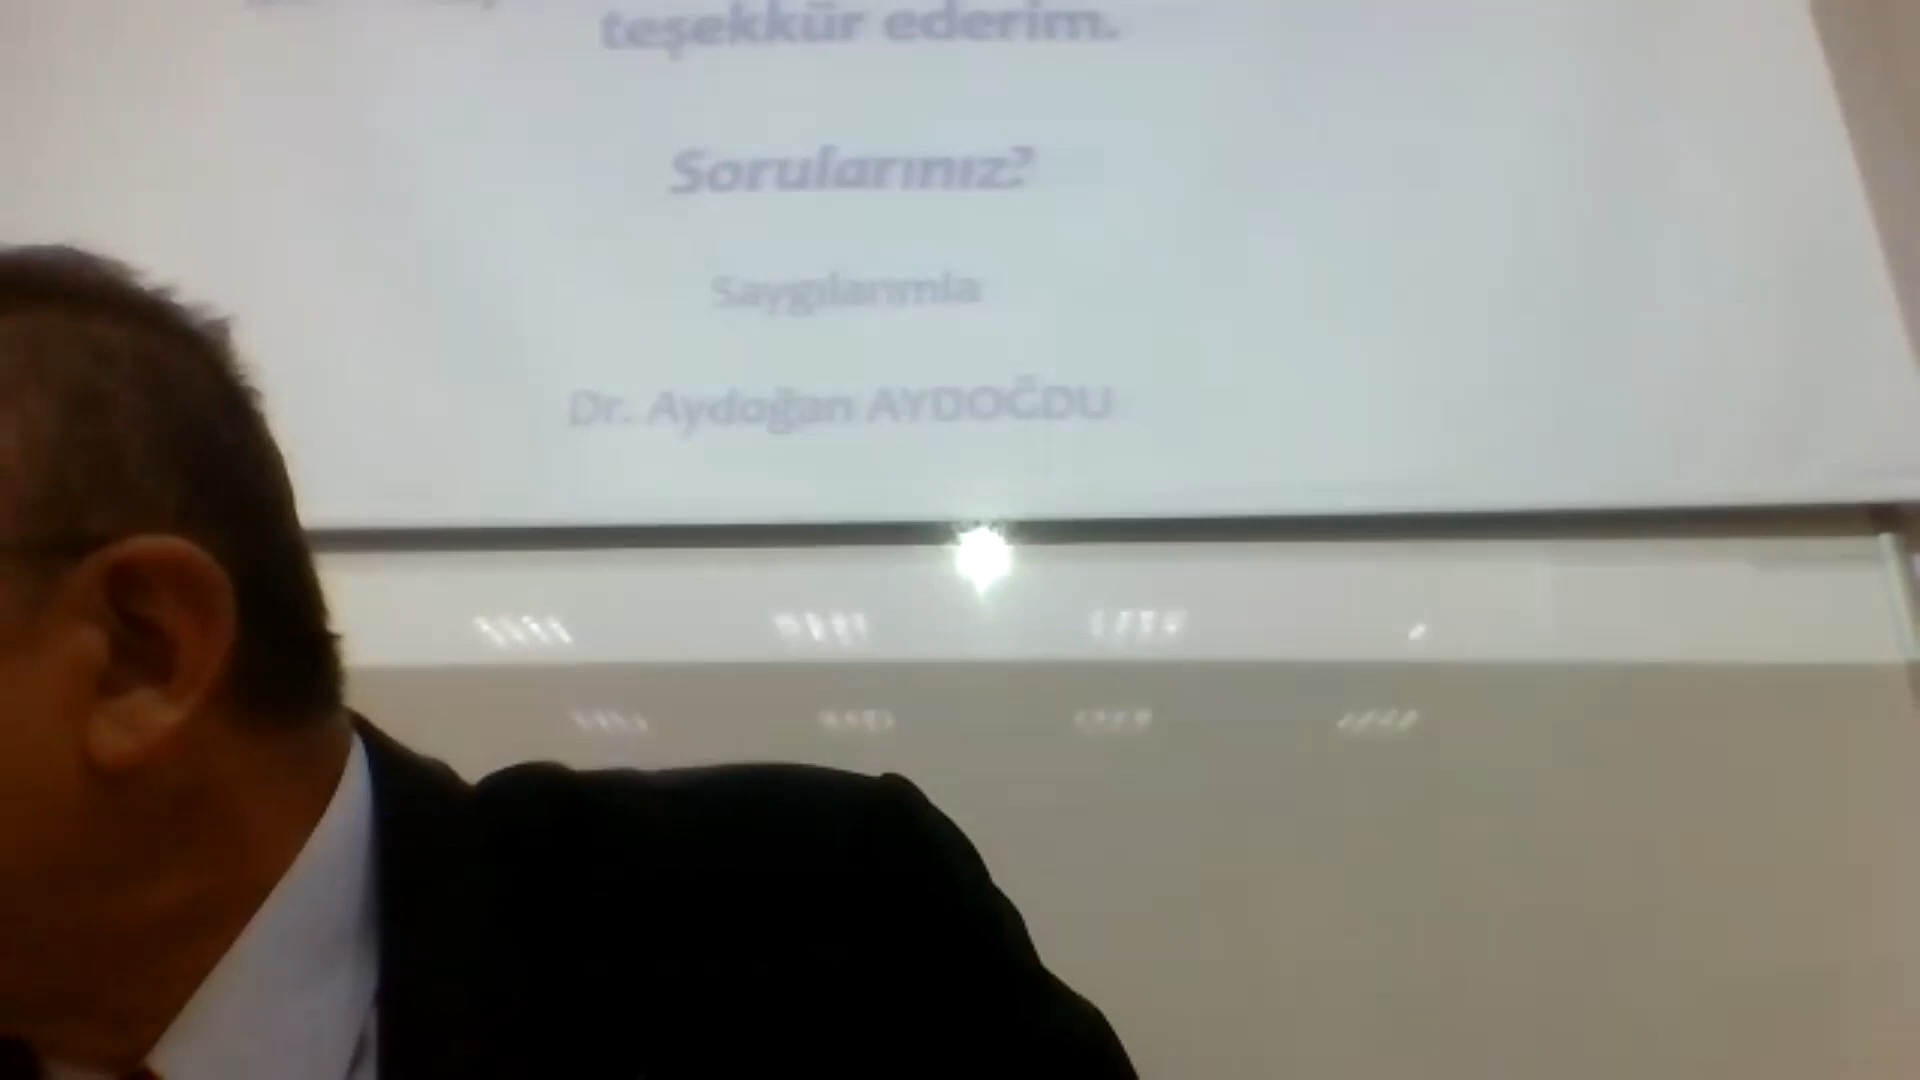 teşekkür ederim.
Sorularınız?
Saygılarımla
Dr. Aydoğan AYDOĞDU